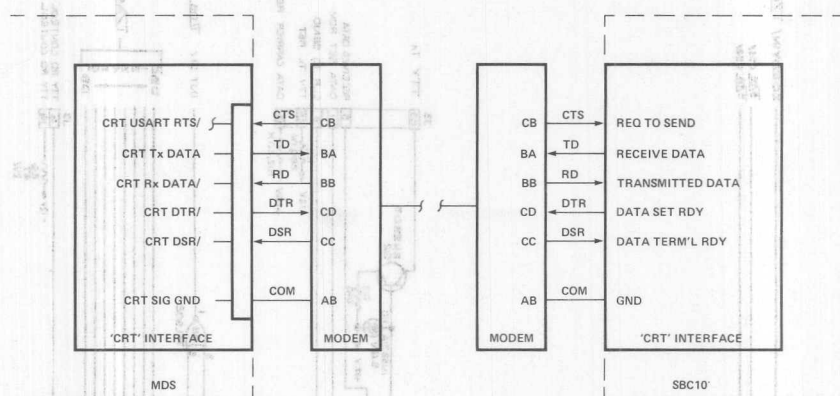 CRT USART RTS/ CTS CB CB CTS REQ TO SEND
CRT Tx DATA TD BA BA TD RECEIVE DATA
CRT Rx DATA/ RD BB BB RD TRANSMITTED DATA
CRT DTR/ DTR CD CD DTR DATA SET RDY
CRT DSR/ DSR CC CC DSR DATA TERM'L RDY
CRT SIG GND COM AB AB COM GND
'CRT' INTERFACE MODEM MODEM 'CRT' INTERFACE
MDS SBC10